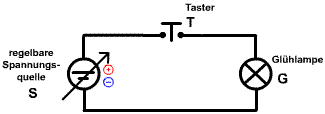 Taster
T
regelbare
Spannungs-
quelle
S
+
−
Glühlampe
G